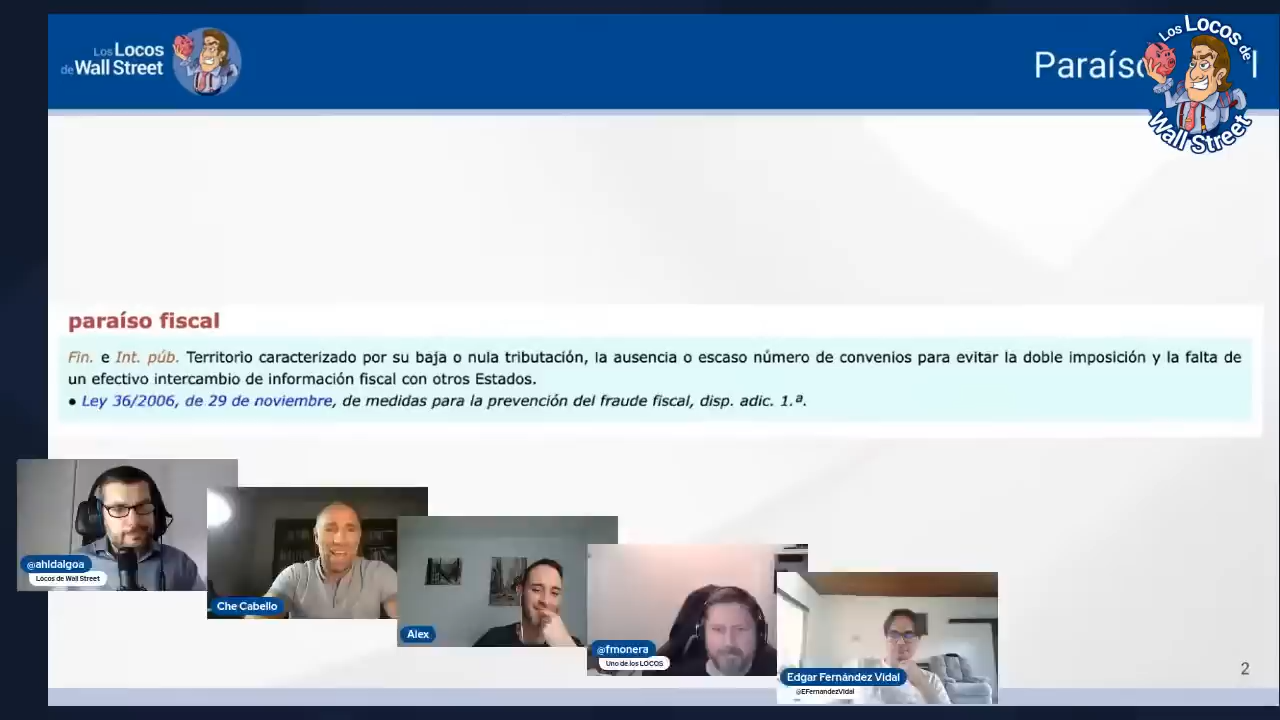 Los Locos
de Wall Street
Paraíso
Los Locos de
Wall Street
paraíso fiscal
Fin. e Int. púb. Territorio caracterizado por su baja o nula tributación, la ausencia o escaso número de convenios para evitar la doble imposición y la falta de
un efectivo intercambio de información fiscal con otros Estados.
● Ley 36/2006, de 29 de noviembre, de medidas para la prevención del fraude fiscal, disp. adic. 1.ª.
@ahidalgoa
Locos de Wall Street
Che Cabello
Alex
@fmonera
Uno de los LOCOS
Edgar Fernández Vidal
@EFernandezVidal
2